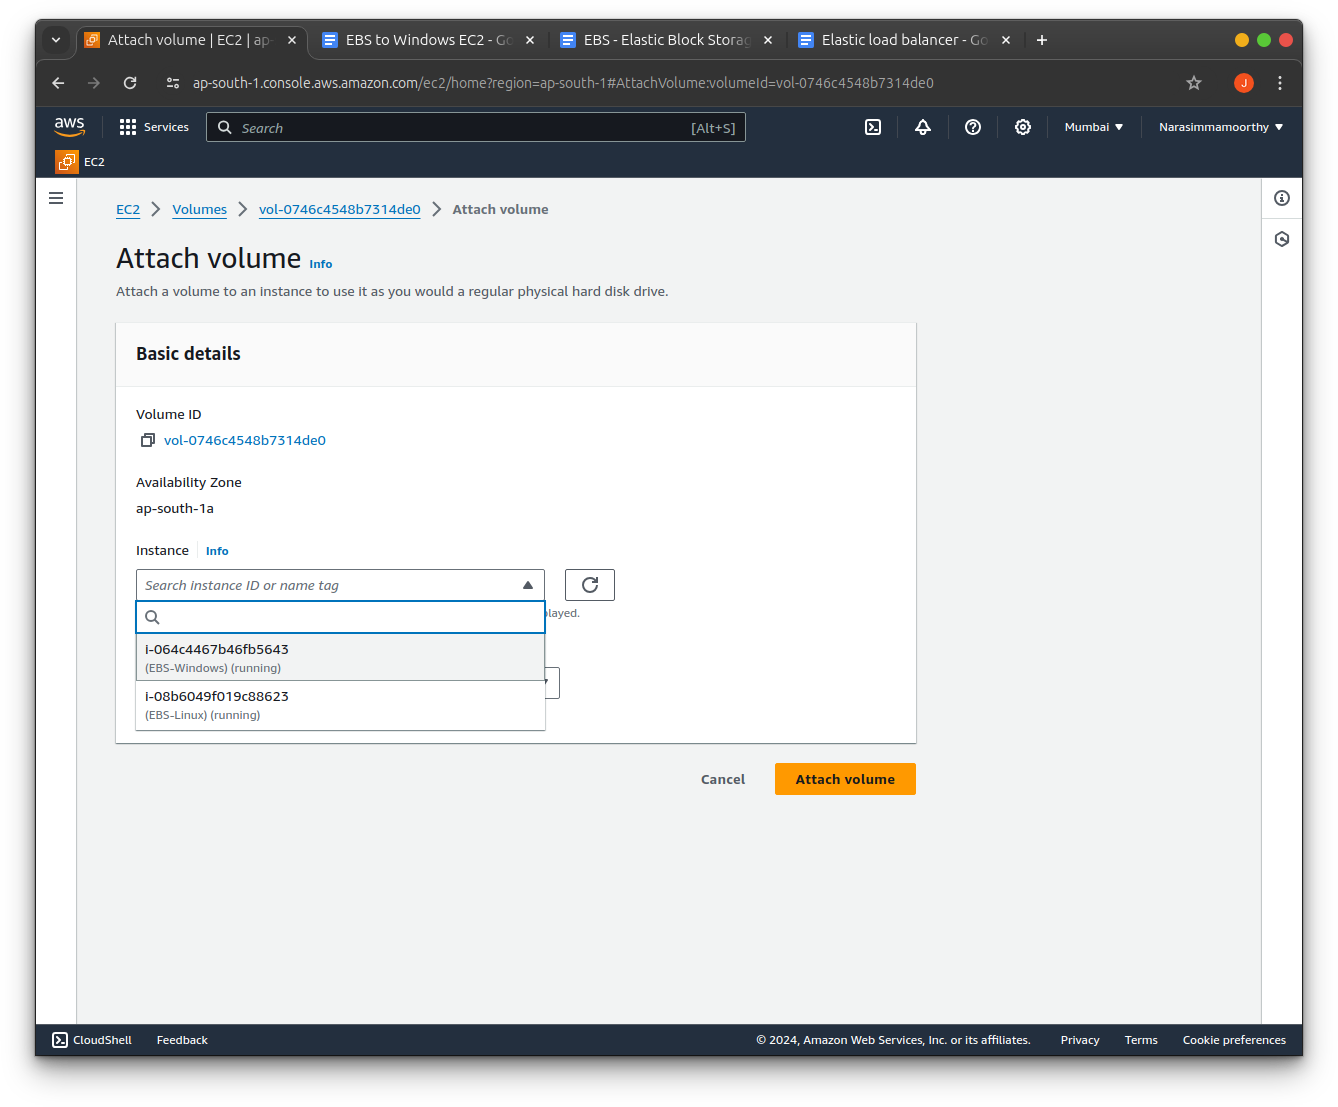 Attach volume | EC2 | ap-
EBS to Windows EC2 - Go
EBS - Elastic Block Storag
Elastic load balancer - Go
ap-south-1.console.aws.amazon.com/ec2/home?region=ap-south-1#AttachVolume:volumeId=vol-0746c4548b7314de0
J
aws
Services
Search
[Alt+S]
Mumbai
Narasimmamoorthy
EC2
EC2 Volumes vol-0746c4548b7314de0 Attach volume
Attach volume Info
Attach a volume to an instance to use it as you would a regular physical hard disk drive.
Basic details
Volume ID
vol-0746c4548b7314de0
Availability Zone
ap-south-1a
Instance Info
Search instance ID or name tag
layed.
i-064c4467b46fb5643
(EBS-Windows) (running)
i-08b6049f019c88623
(EBS-Linux) (running)
Cancel
Attach volume
CloudShell
Feedback
© 2024, Amazon Web Services, Inc. or its affiliates.
Privacy
Terms
Cookie preferences